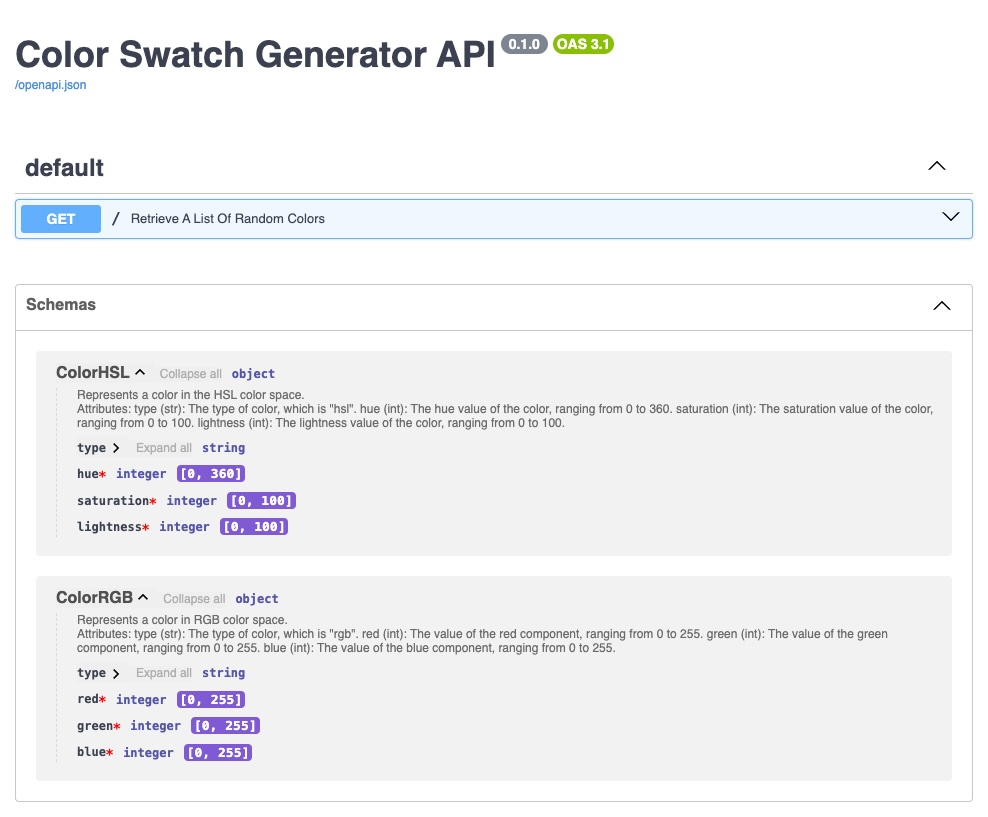 Color Swatch Generator API 0.1.0 OAS 3.1
/openapi.json
default
GET / Retrieve A List Of Random Colors
Schemas
ColorHSL Collapse all object
Represents a color in the HSL color space.
Attributes: type (str): The type of color, which is "hsl". hue (int): The hue value of the color, ranging from 0 to 360. saturation (int): The saturation value of the color,
ranging from 0 to 100. lightness (int): The lightness value of the color, ranging from 0 to 100.
type Expand all string
hue* integer [0, 360]
saturation* integer [0, 100]
lightness* integer [0, 100]
ColorRGB Collapse all object
Represents a color in RGB color space.
Attributes: type (str): The type of color, which is "rgb". red (int): The value of the red component, ranging from 0 to 255. green (int): The value of the green
component, ranging from 0 to 255. blue (int): The value of the blue component, ranging from 0 to 255.
type Expand all string
red* integer [0, 255]
green* integer [0, 255]
blue* integer [0, 255]